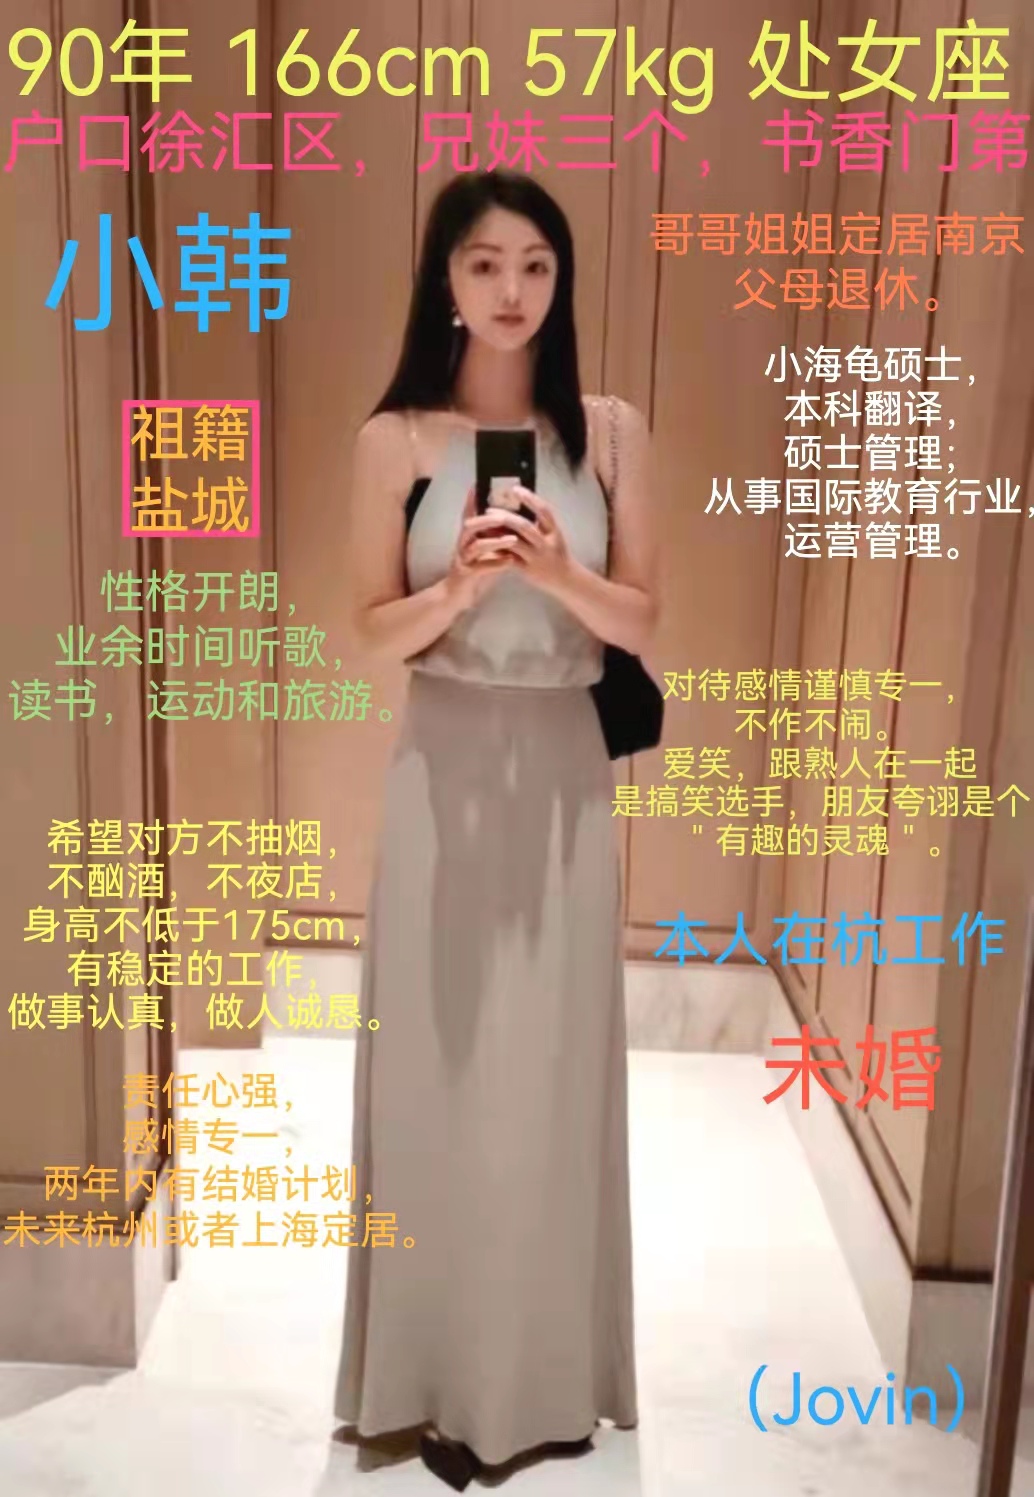 90年 166cm 57kg 处女座
户口徐汇区，兄妹三个，书香门第
小韩
哥哥姐姐定居南京
父母退休。
小海龟硕士，
本科翻译，
硕士管理；
从事国际教育行业，
运营管理。
祖籍
盐城
性格开朗，
业余时间听歌，
读书，运动和旅游。
对待感情谨慎专一，
不作不闹。
爱笑，跟熟人在一起
是搞笑选手，朋友夸诩是个
"有趣的灵魂"。
希望对方不抽烟，
不酗酒，不夜店，
身高不低于175cm，
有稳定的工作，
做事认真，做人诚恳。
本人在杭工作
未婚
责任心强，
感情专一，
两年内有结婚计划，
未来杭州或者上海定居。
（Jovin）